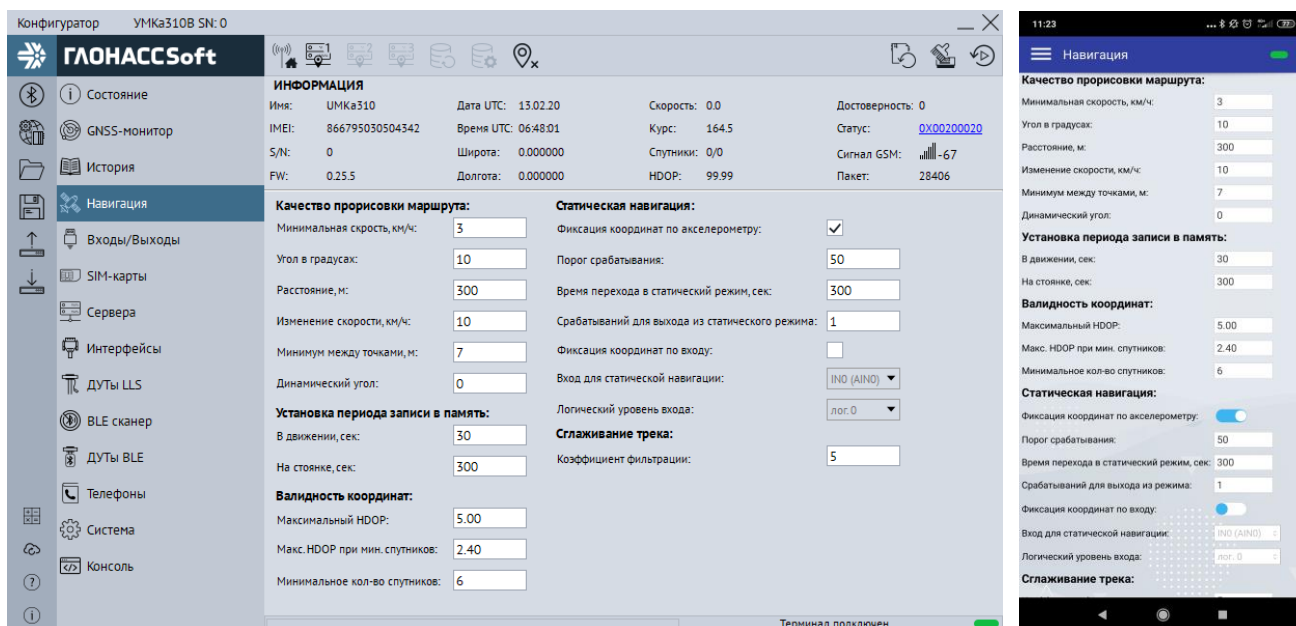 Конфигуратор УМКа310В SN: 0
ГЛОНАССSoft
Состояние
GNSS-монитор
История
Навигация
Входы/Выходы
SIM-карты
Сервера
Интерфейсы
ДУТы LLS
BLE сканер
ДУТы BLE
Телефоны
Система
Консоль
ИНФОРМАЦИЯ
Имя: UMKa310 Дата UTC: 13.02.20 Скорость: 0.0 Достоверность: 0
IMEI: 866795030504342 Время UTC: 06:48:01 Курс: 164.5 Статус: 0X00200020
S/N: 0 Широта: 0.000000 Спутники: 0/0 Сигнал GSM: -67
FW: 0.25.5 Долгота: 0.000000 HDOP: 99.99 Пакет: 28406
Качество прорисовки маршрута:
Минимальная скрость, км/ч: 3
Угол в градусах: 10
Расстояние, м: 300
Изменение скорости, км/ч: 10
Минимум между точками, м: 7
Динамический угол: 0
Установка периода записи в память:
В движении, сек: 30
На стоянке, сек: 300
Валидность координат:
Максимальный HDOP: 5.00
Макс. HDOP при мин. спутников: 2.40
Минимальное кол-во спутников: 6
Статическая навигация:
Фиксация координат по акселерометру:
Порог срабатывания: 50
Время перехода в статический режим, сек: 300
Срабатываний для выхода из статического режима: 1
Фиксация координат по входу:
Вход для статической навигации: IN0 (AIN0)
Логический уровень входа: лог. 0
Сглаживание трека:
Коэффициент фильтрации: 5
Терминал подключен
11:23
Навигация
Качество прорисовки маршрута:
Минимальная скорость, км/ч: 3
Угол в градусах: 10
Расстояние, м: 300
Изменение скорости, км/ч: 10
Минимум между точками, м: 7
Динамический угол: 0
Установка периода записи в память:
В движении, сек: 30
На стоянке, сек: 300
Валидность координат:
Максимальный HDOP: 5.00
Макс. HDOP при мин. спутников: 2.40
Минимальное кол-во спутников: 6
Статическая навигация:
Фиксация координат по акселерометру:
Порог срабатывания: 50
Время перехода в статический режим, сек: 300
Срабатываний для выхода из режима: 1
Фиксация координат по входу:
Вход для статической навигации: IN0 (AIN0)
Логический уровень входа: лог. 0
Сглаживание трека: